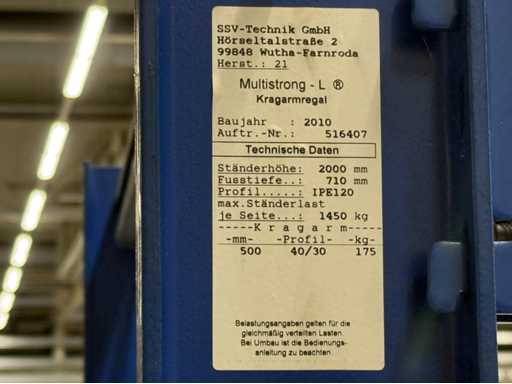 SSV-Technik GmbH
Hörseltalstraße 2
99848 Wutha-Farnroda
Herst.: 21
Multistrong - L ®
Kragarmregal
Baujahr : 2010
Auftr.-Nr.: 516407
Technische Daten
Ständerhöhe: 2000 mm
Fusstiefe..: 710 mm
Profil.....: IPE120
max.Ständerlast
je Seite...: 1450 kg
-----K r a g a r m-----
-mm- -Profil- -kg-
500 40/30 175
Belastungsangaben gelten für die
gleichmäßig verteilten Lasten.
Bei Umbau ist die Bedienungs-
anleitung zu beachten.